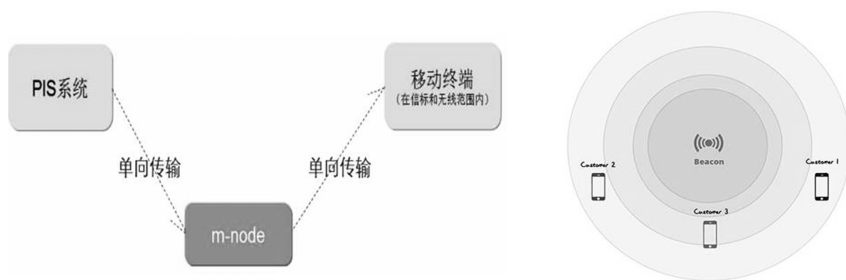 PIS系统
移动终端
（在信标和无线范围内）
单向传输
单向传输
m-node
Beacon
Customer 2
Customer 1
Customer 3